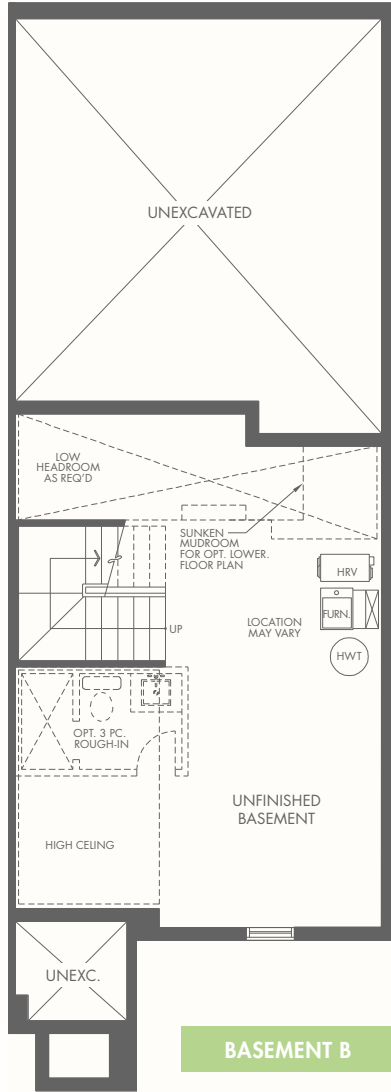 UNEXCAVATED
LOW
HEADROOM
AS REQ'D
SUNKEN
MUDROOM
FOR OPT. LOWER.
FLOOR PLAN
HRV
FURN.
LOCATION
MAY VARY
UP
HWT
OPT. 3 PC.
ROUGH-IN
UNFINISHED
BASEMENT
HIGH CELING
UNEXC.
BASEMENT B